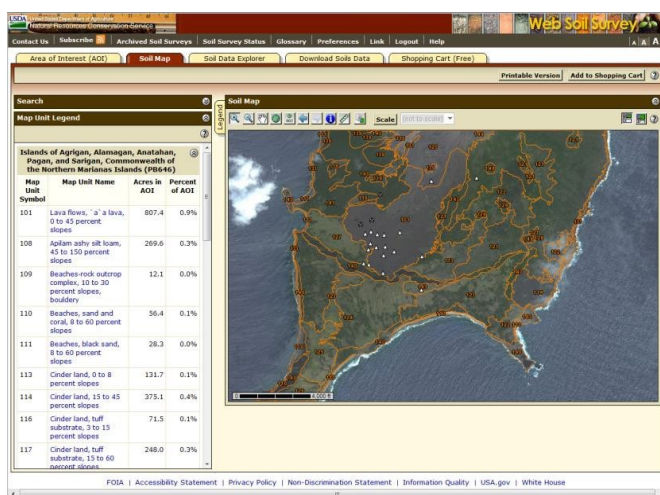 USDA United States Department of Agriculture
Natural Resources Conservation Service
Web Soil Survey
Contact Us | Subscribe | Archived Soil Surveys | Soil Survey Status | Glossary | Preferences | Link | Logout | Help
A A A
Area of Interest (AOI) Soil Map Soil Data Explorer Download Soils Data Shopping Cart (Free)
Printable Version Add to Shopping Cart
Search
Map Unit Legend
Islands of Agrigan, Alamagan, Anatahan,
Pagan, and Sarigan, Commonwealth of
the Northern Marianas Islands (PB646)
Map Unit Symbol Map Unit Name Acres in AOI Percent of AOI
101 Lava flows, `a`a lava, 807.4 0.9%
0 to 45 percent
slopes
108 Apilam ashy silt loam, 269.6 0.3%
45 to 150 percent
slopes
109 Beaches-rock outcrop 12.1 0.0%
complex, 10 to 30
percent slopes,
bouldery
110 Beaches, sand and 56.4 0.1%
coral, 8 to 60 percent
slopes
111 Beaches, black sand, 28.3 0.0%
8 to 60 percent
slopes
113 Cinder land, 0 to 8 131.7 0.1%
percent slopes
114 Cinder land, 15 to 45 375.1 0.4%
percent slopes
116 Cinder land, tuff 71.5 0.1%
substrate, 3 to 15
percent slopes
117 Cinder land, tuff 248.0 0.3%
substrate, 15 to 60
percent slopes
Legend
Soil Map
Scale (not to scale)
FOIA | Accessibility Statement | Privacy Policy | Non-Discrimination Statement | Information Quality | USA.gov | White House